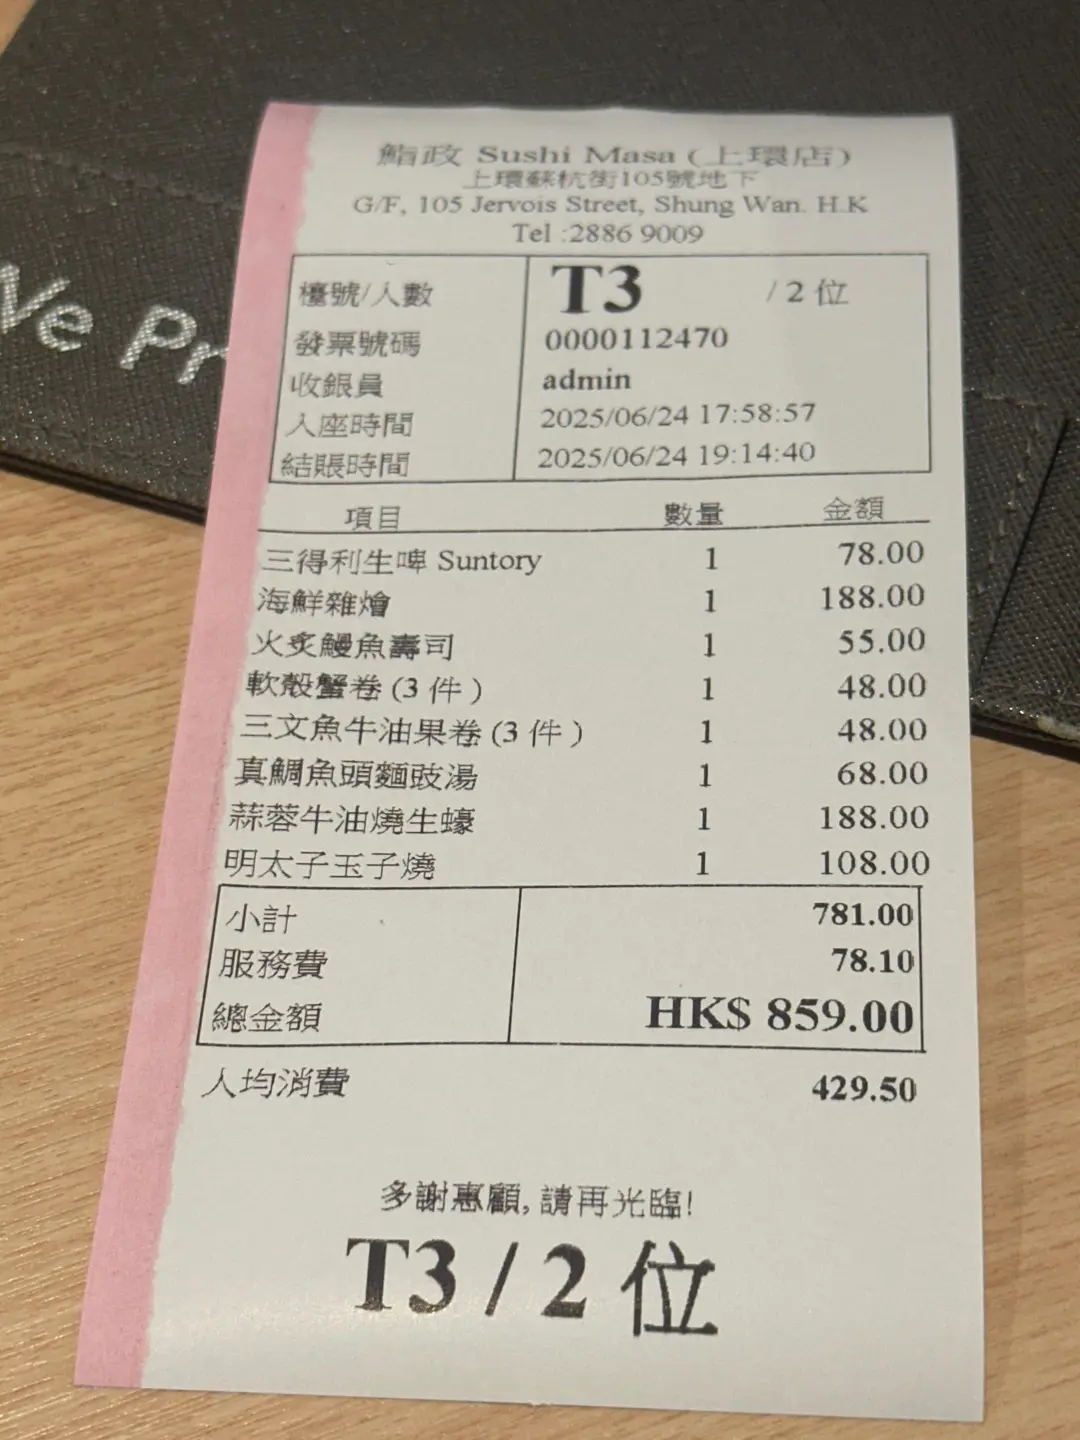 鮨政 Sushi Masa (上環店)
上環蘇杭街105號地下
G/F, 105 Jervois Street, Shung Wan. H.K
Tel :2886 9009
檯號/人數 T3 / 2 位
發票號碼 0000112470
收銀員 admin
入座時間 2025/06/24 17:58:57
結賬時間 2025/06/24 19:14:40
項目 數量 金額
三得利生啤 Suntory 1 78.00
海鮮雜燴 1 188.00
火炙鰻魚壽司 1 55.00
軟殼蟹卷 (3 件) 1 48.00
三文魚牛油果卷 (3 件) 1 48.00
真鯛魚頭麵豉湯 1 68.00
蒜蓉牛油燒生蠔 1 188.00
明太子玉子燒 1 108.00
小計 781.00
服務費 78.10
總金額 HK$ 859.00
人均消費 429.50
多謝惠顧, 請再光臨!
T3 / 2 位
We Pr